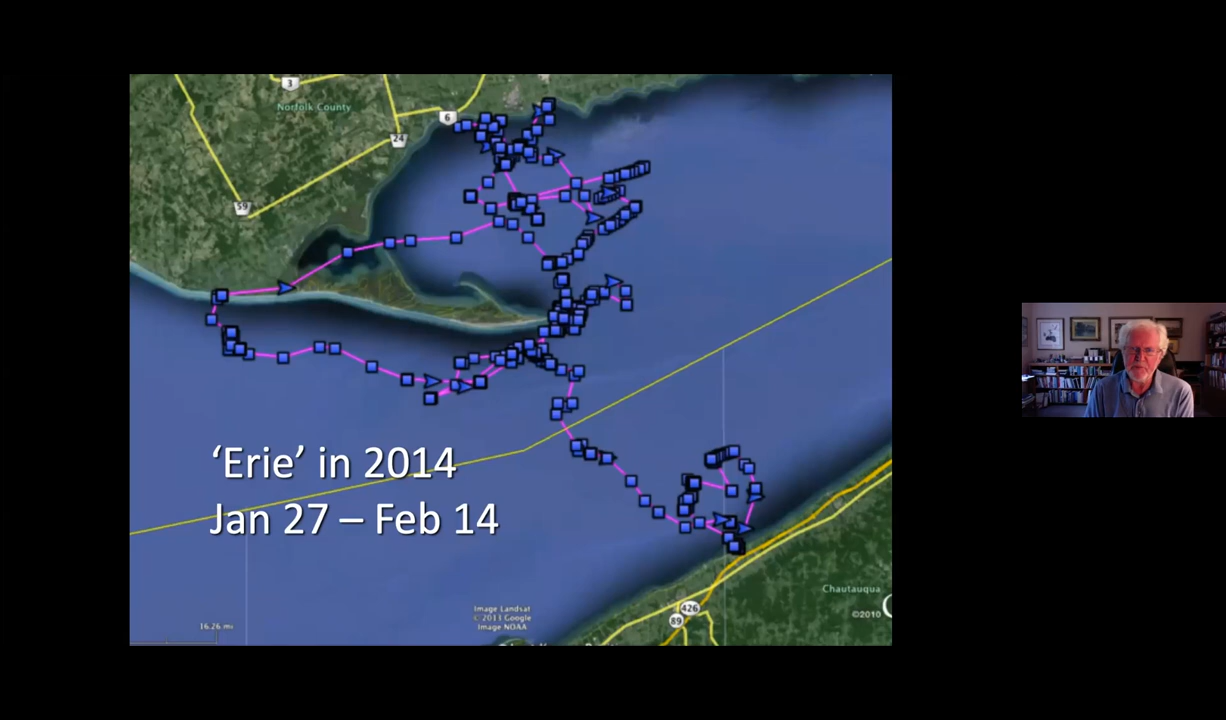 3
Norfolk County
6
24
59
‘Erie’ in 2014
Jan 27 – Feb 14
Chautauqua
©2010
Image Landsat
© 2013 Google
Image NOAA
426
89
16.26 mi